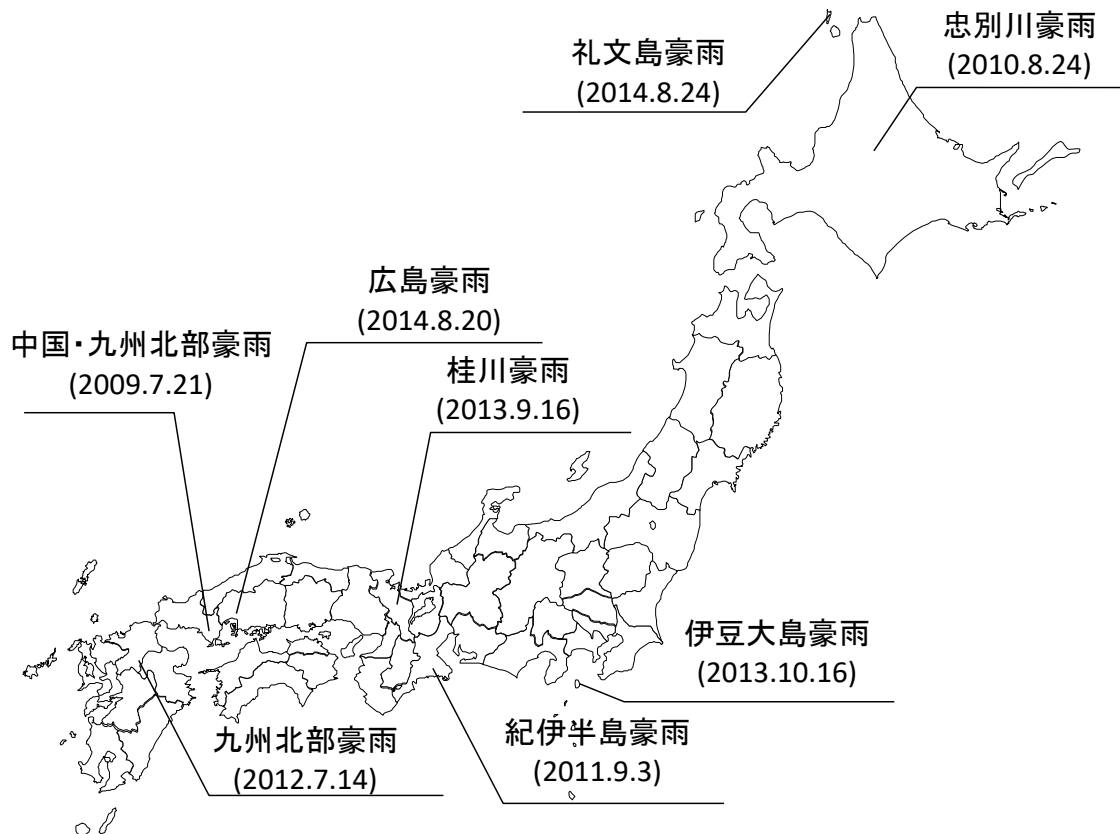 礼文島豪雨
(2014.8.24)
忠別川豪雨
(2010.8.24)
広島豪雨
(2014.8.20)
中国・九州北部豪雨
(2009.7.21)
桂川豪雨
(2013.9.16)
伊豆大島豪雨
(2013.10.16)
九州北部豪雨
(2012.7.14)
紀伊半島豪雨
(2011.9.3)